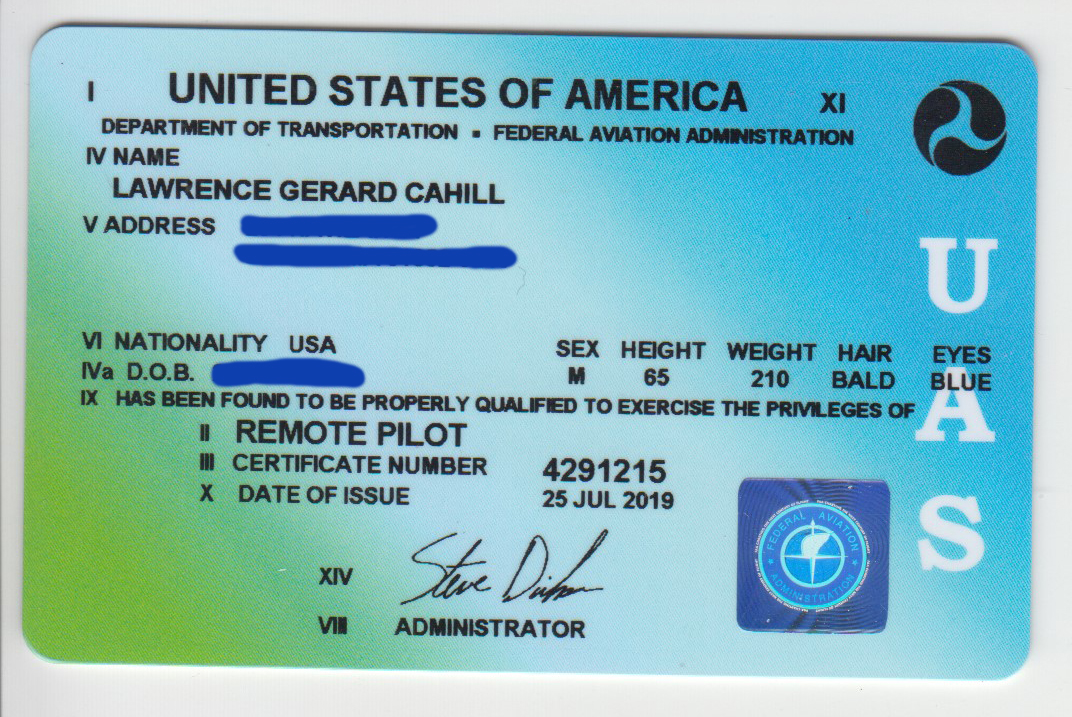 I UNITED STATES OF AMERICA XI
DEPARTMENT OF TRANSPORTATION ▪ FEDERAL AVIATION ADMINISTRATION
IV NAME
LAWRENCE GERARD CAHILL
V ADDRESS
VI NATIONALITY USA
SEX HEIGHT WEIGHT HAIR EYES
IVa D.O.B.
M 65 210 BALD BLUE
IX HAS BEEN FOUND TO BE PROPERLY QUALIFIED TO EXERCISE THE PRIVILEGES OF
II REMOTE PILOT
III CERTIFICATE NUMBER 4291215
X DATE OF ISSUE 25 JUL 2019
XIV Steve Dickson
VIII ADMINISTRATOR
UAS
FEDERAL AVIATION
ADMINISTRATION